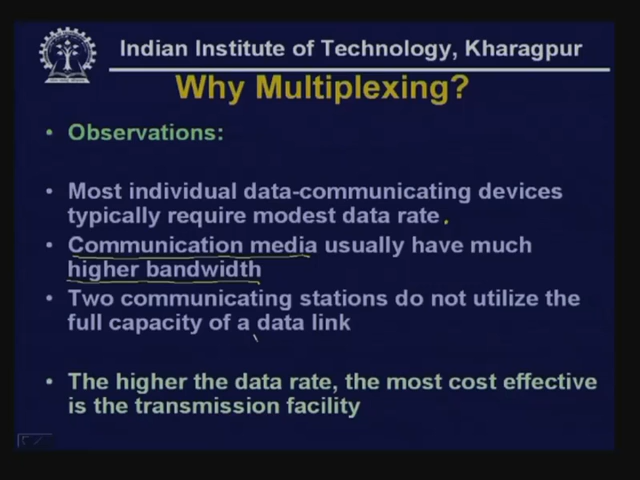 Indian Institute of Technology, Kharagpur
Why Multiplexing?
• Observations:
• Most individual data-communicating devices
typically require modest data rate.
• Communication media usually have much
higher bandwidth
• Two communicating stations do not utilize the
full capacity of a data link
• The higher the data rate, the most cost effective
is the transmission facility